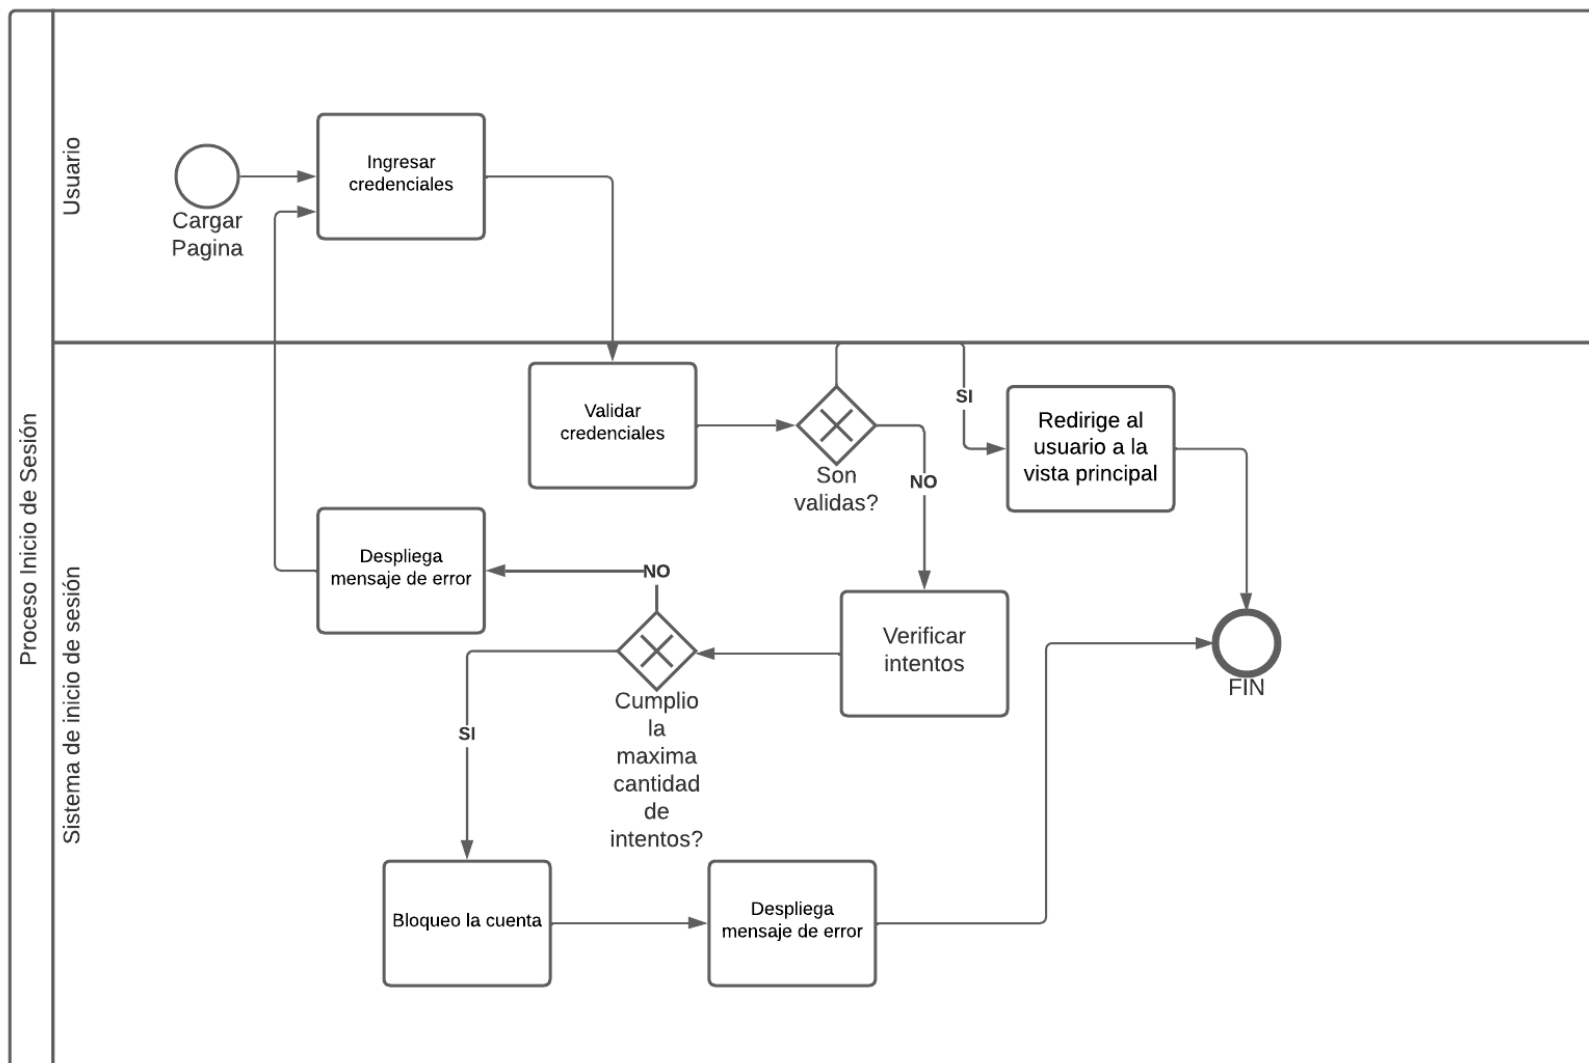 Proceso Inicio de Sesión
Usuario
Cargar
Pagina
Ingresar
credenciales
Sistema de inicio de sesión
Validar
credenciales
Son
validas?
SI
NO
Redirige al
usuario a la
vista principal
Despliega
mensaje de error
NO
Verificar
intentos
Cumplio
la
maxima
cantidad
de
intentos?
SI
FIN
Bloqueo la cuenta
Despliega
mensaje de error